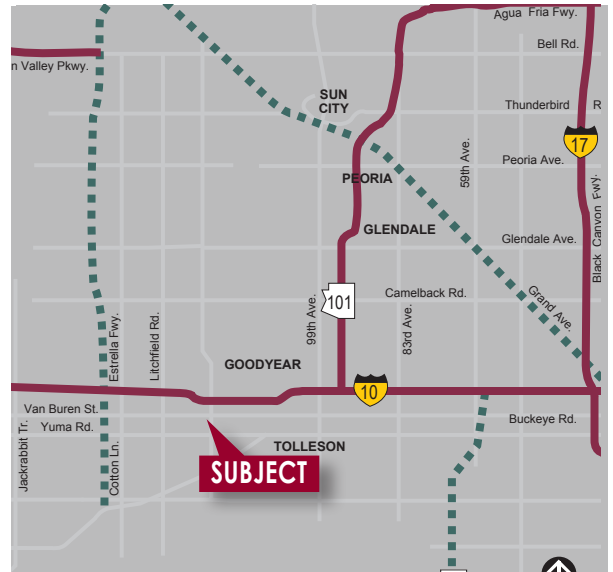 Agua Fria Fwy.
Bell Rd.
n Valley Pkwy.
SUN
CITY
Thunderbird R
17
Peoria Ave.
59th Ave.
PEORIA
Black Canyon Fwy.
GLENDALE
Glendale Ave.
Camelback Rd.
101
Grand Ave.
99th Ave.
83rd Ave.
Estrella Fwy.
Litchfield Rd.
GOODYEAR
10
Van Buren St.
Buckeye Rd.
Yuma Rd.
Jackrabbit Tr.
Cotton Ln.
TOLLESON
SUBJECT